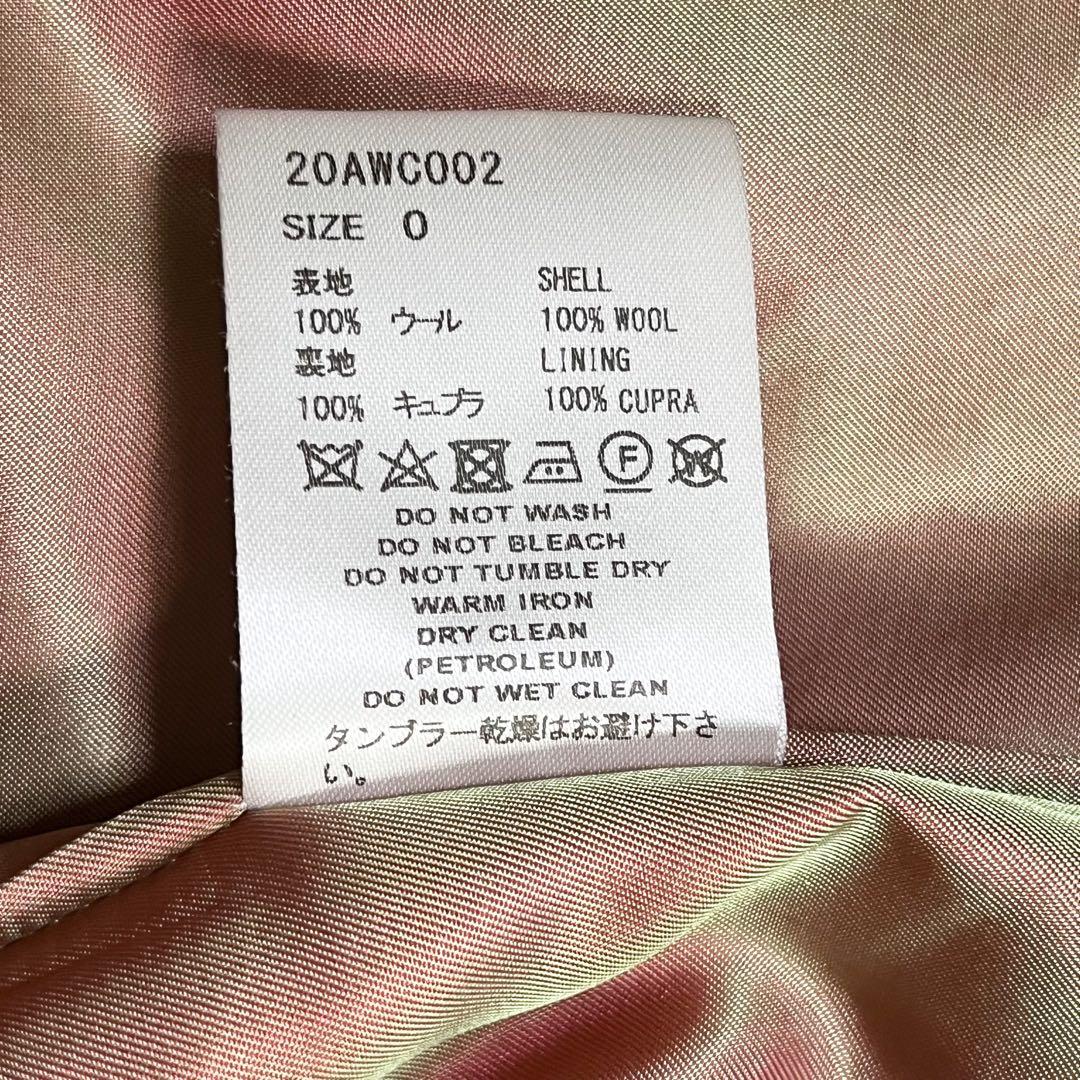 20AWC002
SIZE 0
表地 SHELL
100% ウール 100% WOOL
裏地 LINING
100% キュプラ 100% CUPRA
F W
DO NOT WASH
DO NOT BLEACH
DO NOT TUMBLE DRY
WARM IRON
DRY CLEAN
(PETROLEUM)
DO NOT WET CLEAN
タンブラー乾燥はお避け下さ
い。